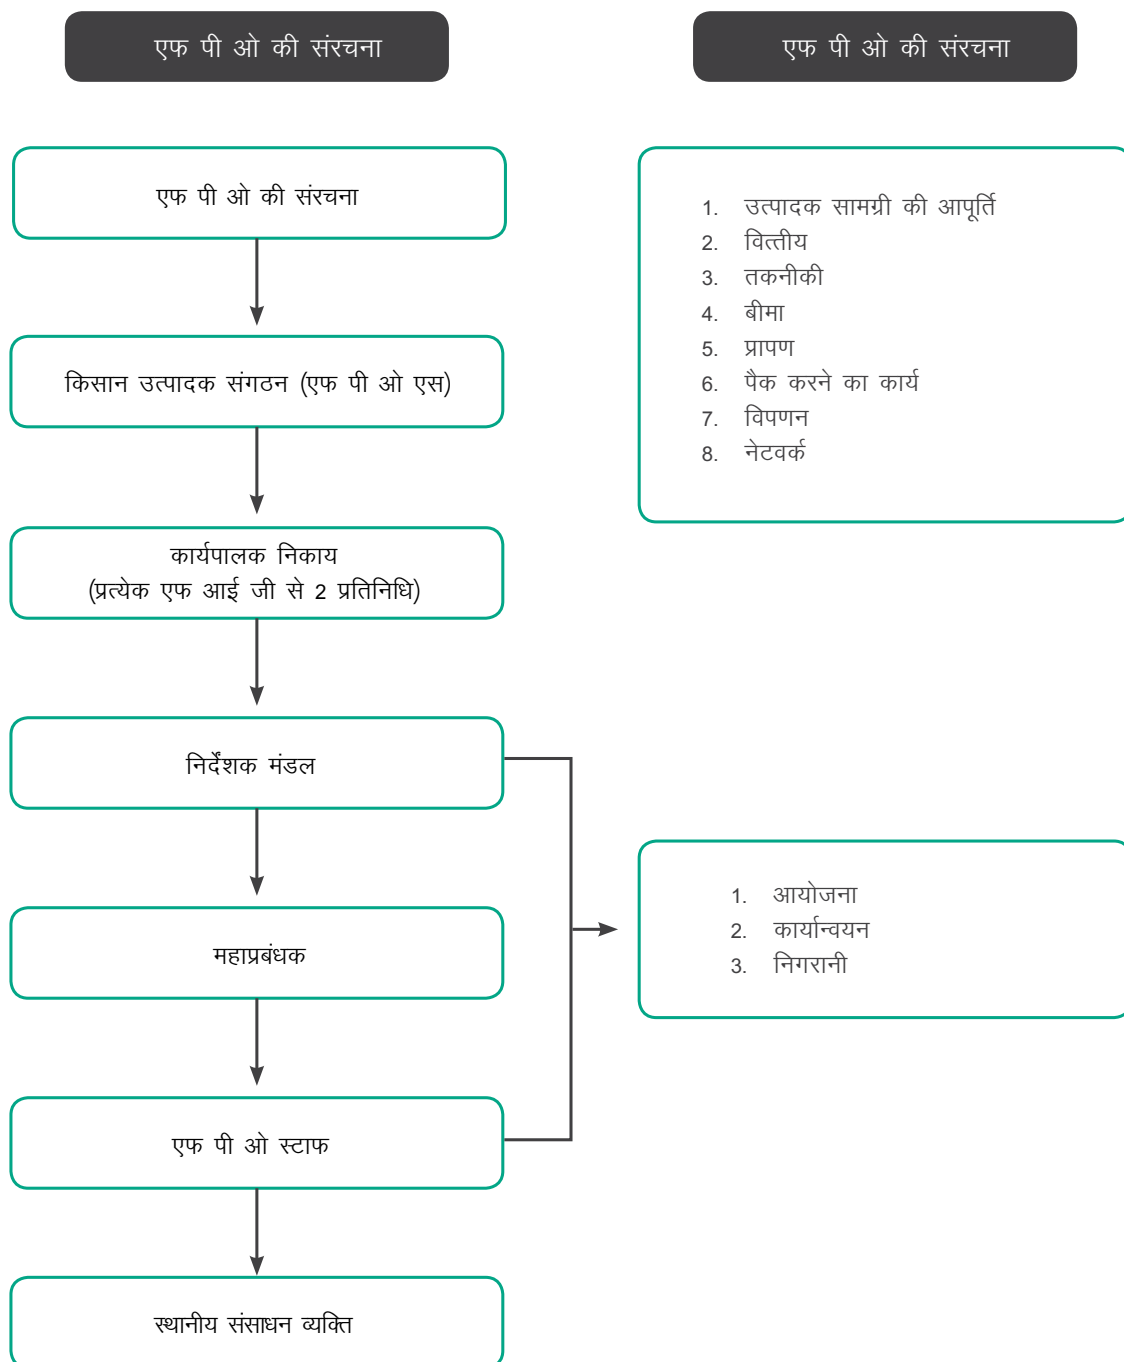 एफ पी ओ की संरचना
एफ पी ओ की संरचना
एफ पी ओ की संरचना
किसान उत्पादक संगठन (एफ पी ओ एस)
कार्यपालक निकाय
(प्रत्येक एफ आई जी से 2 प्रतिनिधि)
निर्देंशक मंडल
महाप्रबंधक
एफ पी ओ स्टाफ
स्थानीय संसाधन व्यक्ति
1. उत्पादक सामग्री की आपूर्ति
2. वित्तीय
3. तकनीकी
4. बीमा
5. प्रापण
6. पैक करने का कार्य
7. विपणन
8. नेटवर्क
1. आयोजना
2. कार्यान्वयन
3. निगरानी